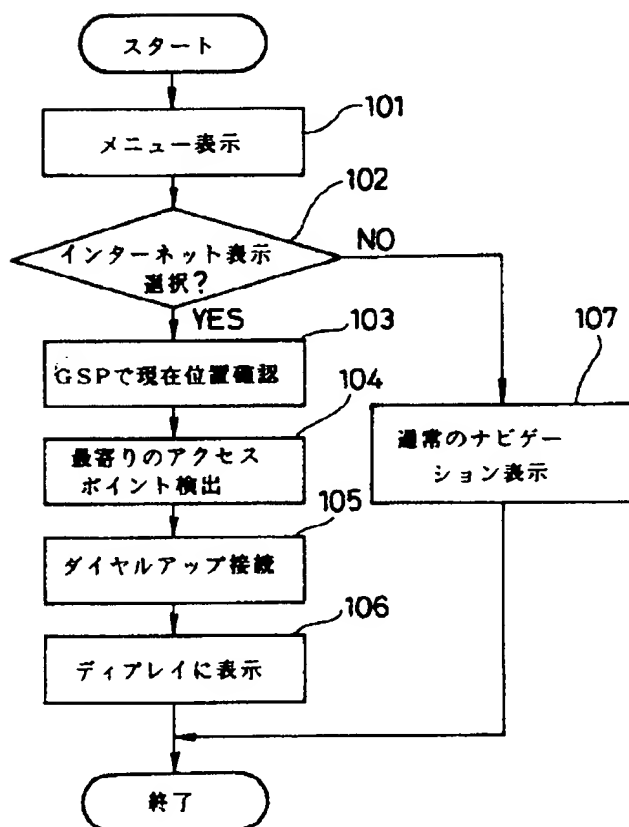 スタート
101
メニュー表示
102
インターネット表示
選択?
NO
YES
103
GSPで現在位置確認
104
最寄りのアクセス
ポイント検出
105
ダイヤルアップ接続
106
ディプレイに表示
107
通常のナビゲー
ション表示
終了